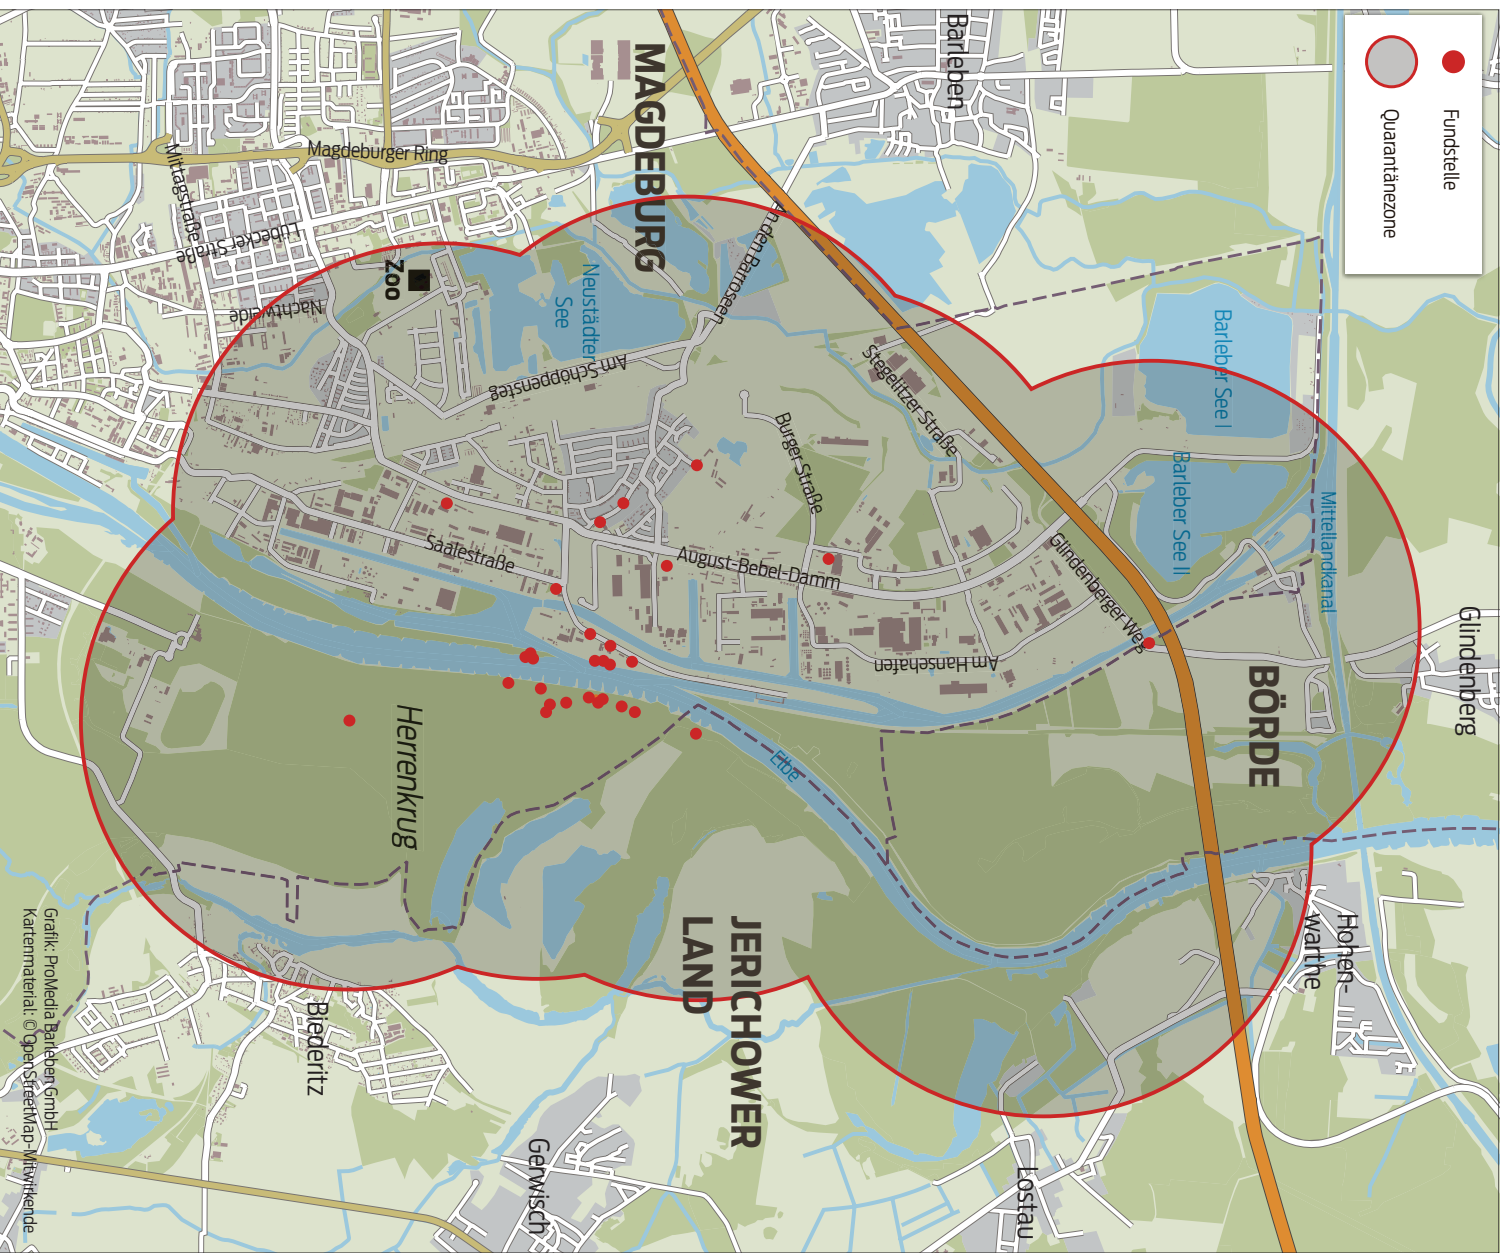 Fundstelle
Quarantänezone
Glindenberg
Hohen-
warthe
Mittellandkanal
BÖRDE
Barleber See I
Barleber See II
Glindenberger Weg
Lostau
Barleben
Stegelitzer Straße
Am Hansehafen
Burger Straße
Elbe
An den Barroseen
August-Bebel-Damm
JERICHOWER
LAND
MAGDEBURG
Neustädter
See
Am Schöppensteg
Gerwisch
Saalestraße
Herrenkrug
Zoo
Magdeburger Ring
Biederitz
Nachtweide
Lübecker Straße
Mittagstraße
Grafik: ProMedia Barleben GmbH
Kartenmaterial: © OpenStreetMap-Mitwirkende